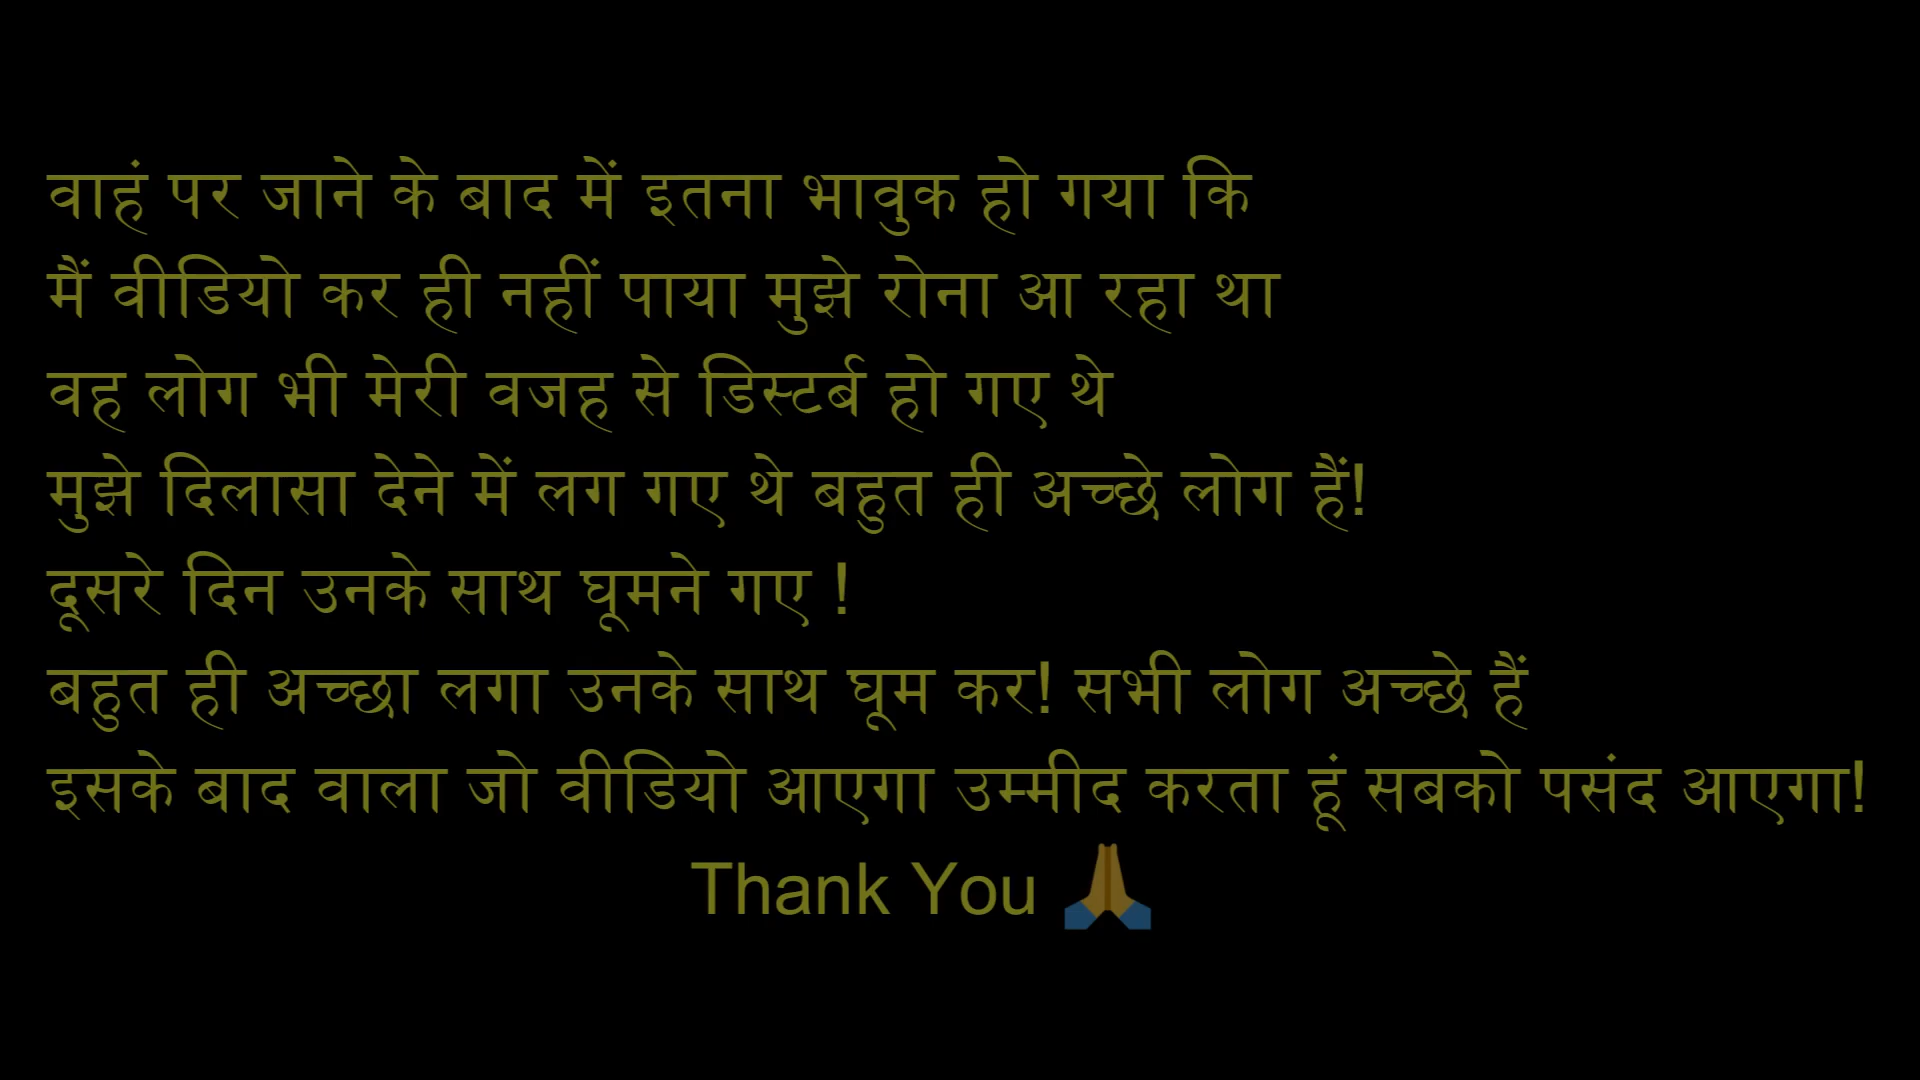 वाहं पर जाने के बाद में इतना भावुक हो गया कि
मैं वीडियो कर ही नहीं पाया मुझे रोना आ रहा था
वह लोग भी मेरी वजह से डिस्टर्ब हो गए थे
मुझे दिलासा देने में लग गए थे बहुत ही अच्छे लोग हैं!
दूसरे दिन उनके साथ घूमने गए !
बहुत ही अच्छा लगा उनके साथ घूम कर! सभी लोग अच्छे हैं
इसके बाद वाला जो वीडियो आएगा उम्मीद करता हूं सबको पसंद आएगा!
Thank You 🙏